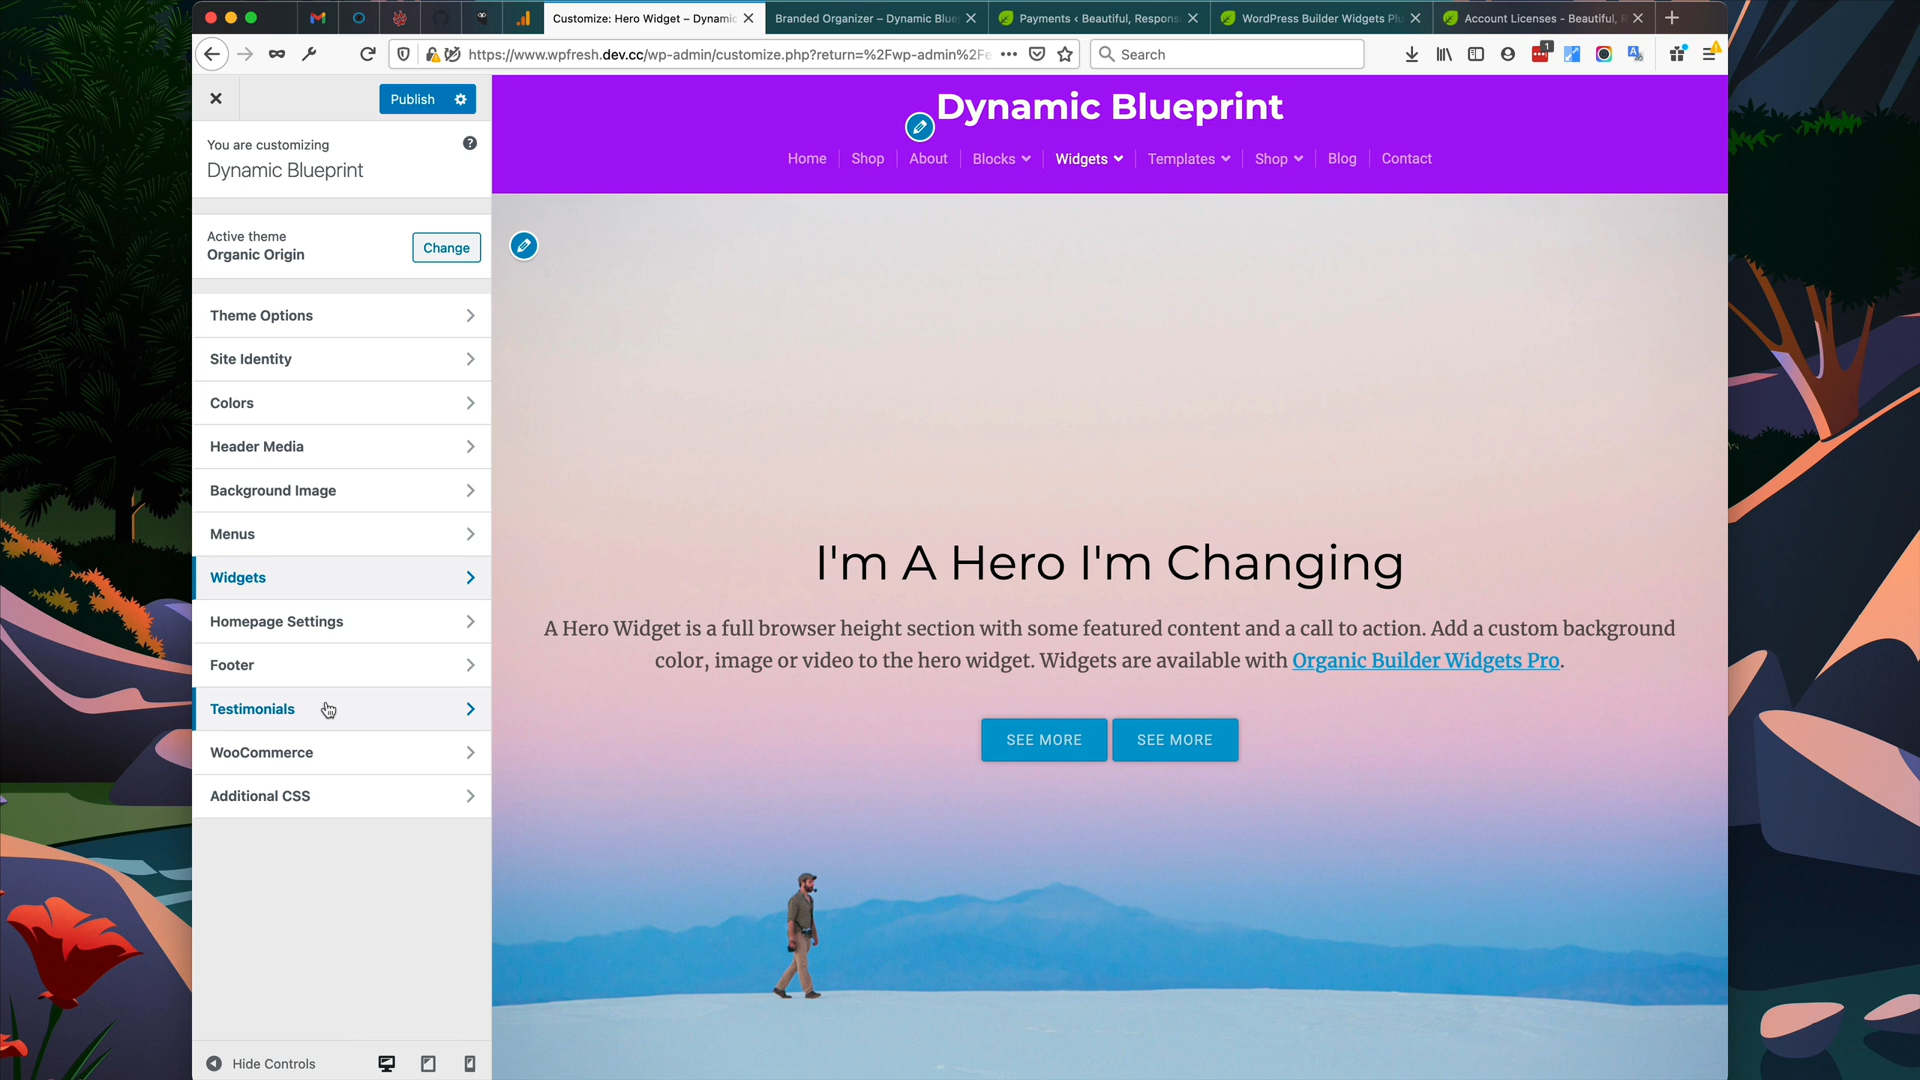 Customize: Hero Widget – Dynamic
Branded Organizer – Dynamic Blue
Payments ‹ Beautiful, Respons
WordPress Builder Widgets Pl
Account Licenses - Beautiful, R
https://www.wpfresh.dev.cc/wp-admin/customize.php?return=%2Fwp-admin%2Fe
Search
1
Publish
You are customizing
Dynamic Blueprint
Active theme
Organic Origin
Change
Theme Options
Site Identity
Colors
Header Media
Background Image
Menus
Widgets
Homepage Settings
Footer
Testimonials
WooCommerce
Additional CSS
Hide Controls
Dynamic Blueprint
Home
Shop
About
Blocks
Widgets
Templates
Shop
Blog
Contact
I'm A Hero I'm Changing
A Hero Widget is a full browser height section with some featured content and a call to action. Add a custom background
color, image or video to the hero widget. Widgets are available with Organic Builder Widgets Pro.
SEE MORE
SEE MORE